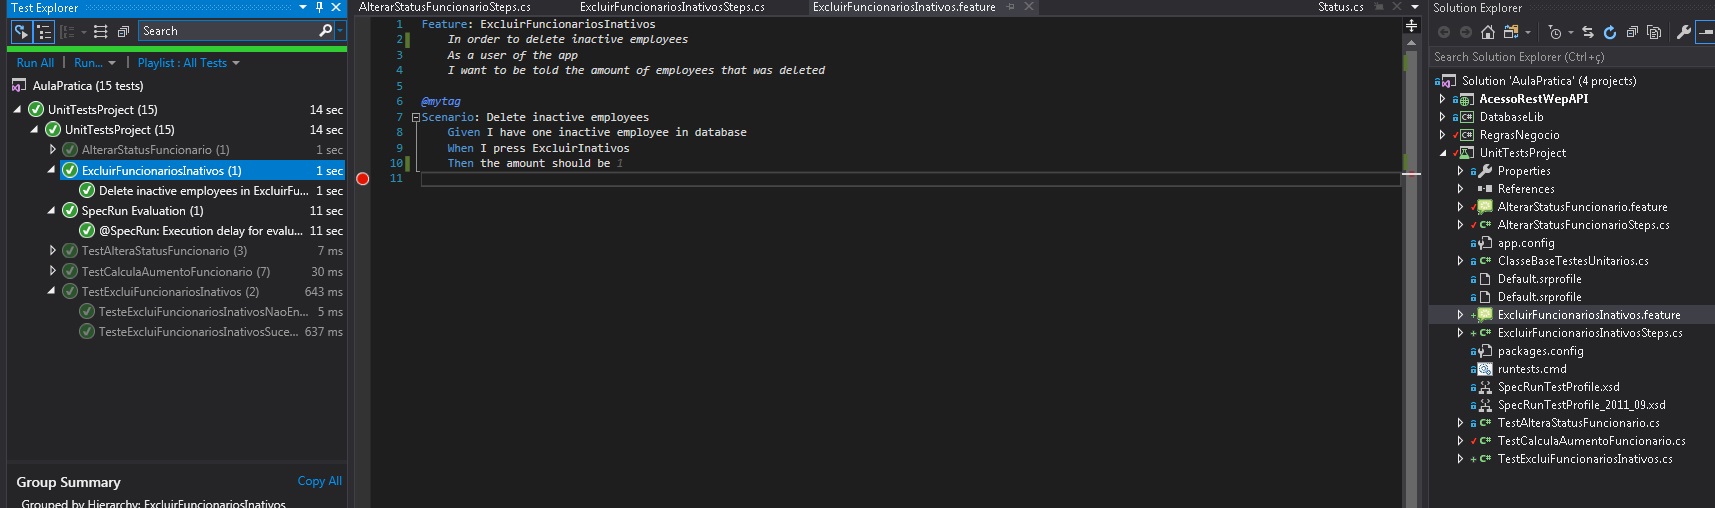 Test Explorer
Search
Run All | Run... Playlist : All Tests
AulaPratica (15 tests)
UnitTestsProject (15) 14 sec
UnitTestsProject (15) 14 sec
AlterarStatusFuncionario (1) 1 sec
ExcluirFuncionariosInativos (1) 1 sec
Delete inactive employees in ExcluirFu... 1 sec
SpecRun Evaluation (1) 11 sec
@SpecRun: Execution delay for evalu... 11 sec
TestAlteraStatusFuncionario (3) 7 ms
TestCalculaAumentoFuncionario (7) 30 ms
TestExcluiFuncionariosInativos (2) 643 ms
TesteExcluiFuncionariosInativosNaoEn... 5 ms
TesteExcluiFuncionariosInativosSuce... 637 ms
Group Summary Copy All
Grouped by Hierarchy: ExcluirFuncionariosInativos
AlterarStatusFuncionarioSteps.cs ExcluirFuncionariosInativosSteps.cs ExcluirFuncionariosInativos.feature Status.cs
1 Feature: ExcluirFuncionariosInativos
2 In order to delete inactive employees
3 As a user of the app
4 I want to be told the amount of employees that was deleted
5
6 @mytag
7 Scenario: Delete inactive employees
8 Given I have one inactive employee in database
9 When I press ExcluirInativos
10 Then the amount should be 1
11
Solution Explorer
Search Solution Explorer (Ctrl+ç)
Solution 'AulaPratica' (4 projects)
AcessoRestWepAPI
DatabaseLib
RegrasNegocio
UnitTestsProject
Properties
References
AlterarStatusFuncionario.feature
AlterarStatusFuncionarioSteps.cs
app.config
ClasseBaseTestesUnitarios.cs
Default.srprofile
Default.srprofile
ExcluirFuncionariosInativos.feature
ExcluirFuncionariosInativosSteps.cs
packages.config
runtests.cmd
SpecRunTestProfile.xsd
SpecRunTestProfile_2011_09.xsd
TestAlteraStatusFuncionario.cs
TestCalculaAumentoFuncionario.cs
TestExcluiFuncionariosInativos.cs